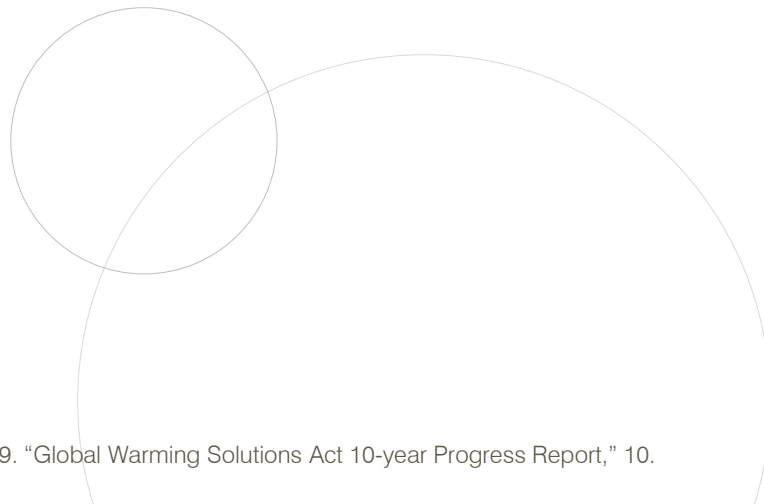 9. “Global Warming Solutions Act 10-year Progress Report,” 10.